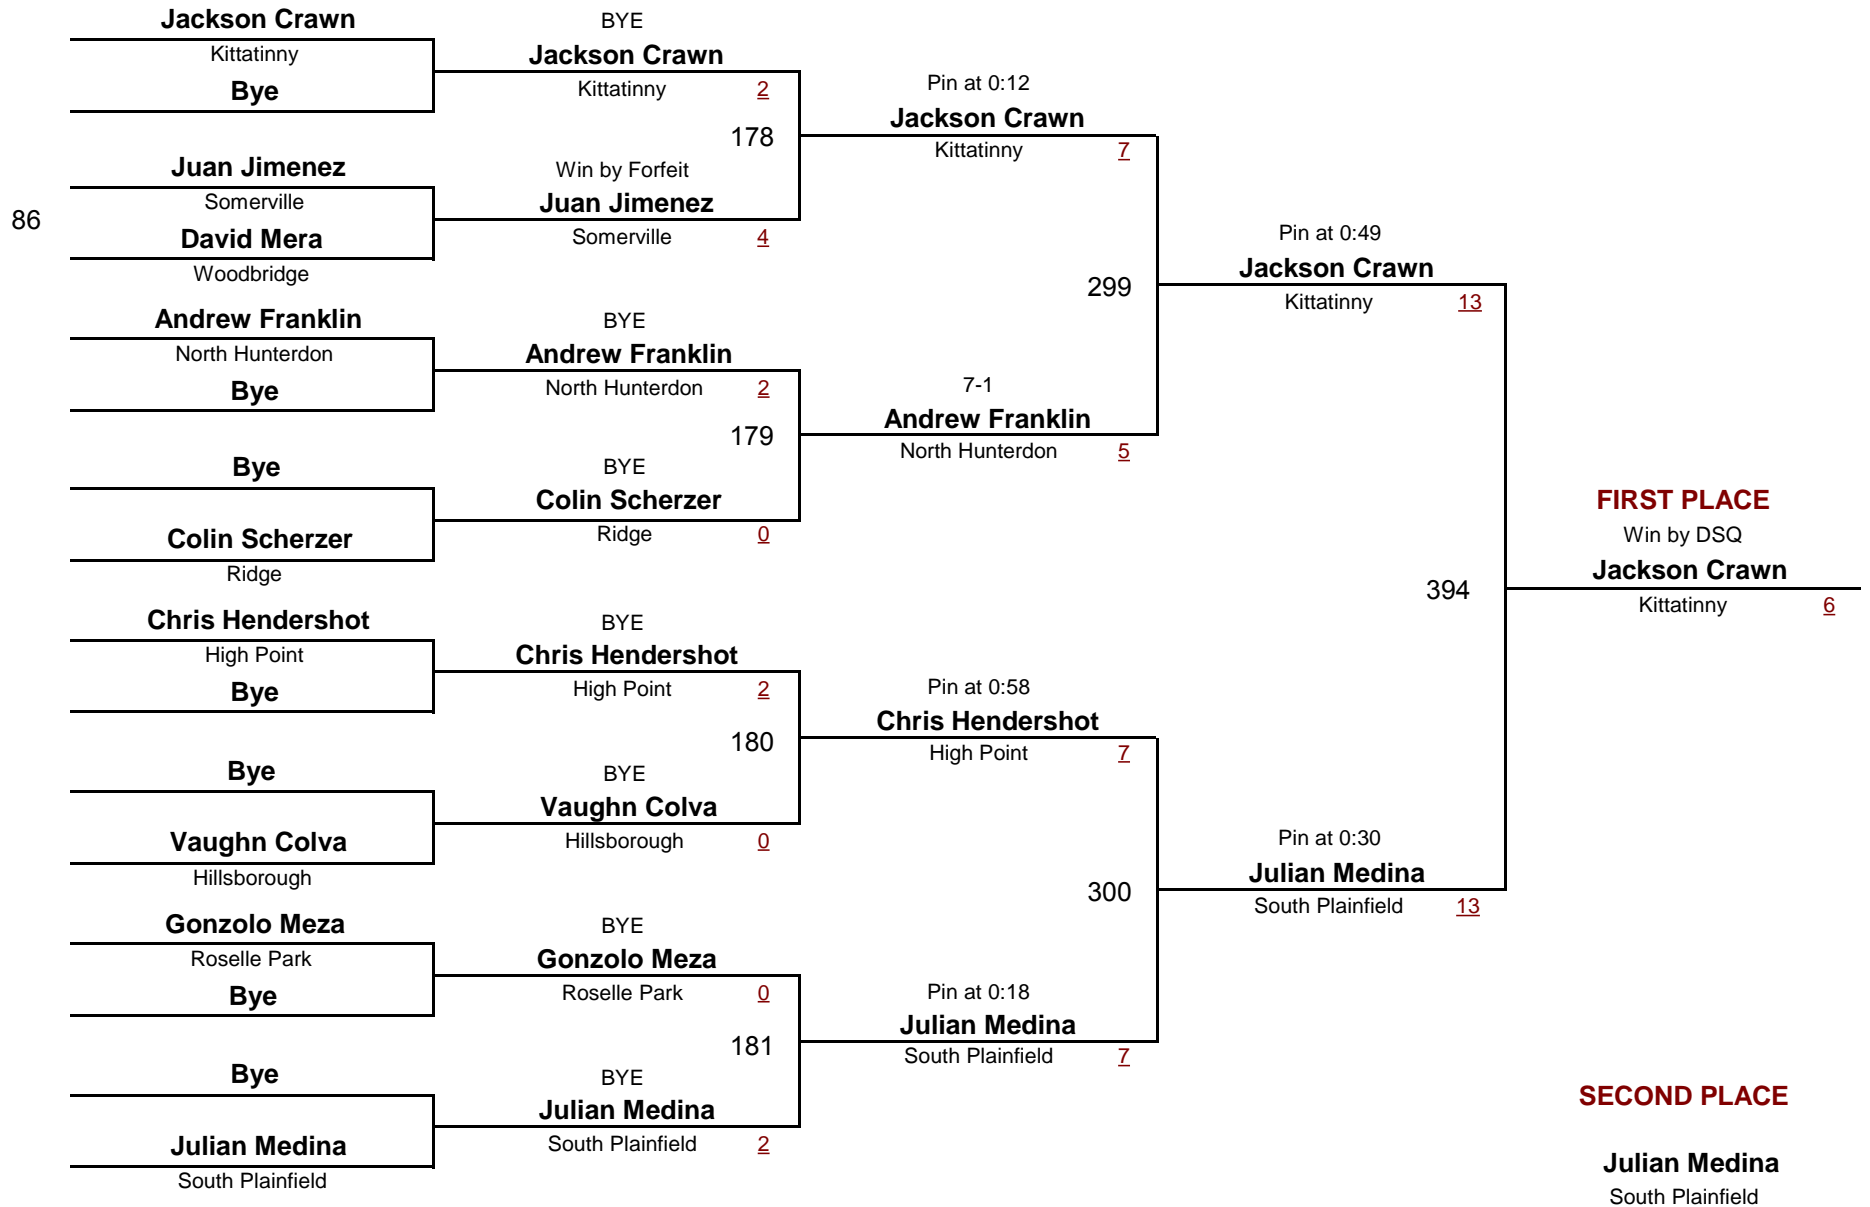 Jackson Crawn
Kittatinny
Bye
86
Juan Jimenez
Somerville
David Mera
Woodbridge
Andrew Franklin
North Hunterdon
Bye
Bye
Colin Scherzer
Ridge
Chris Hendershot
High Point
Bye
Bye
Vaughn Colva
Hillsborough
Gonzolo Meza
Roselle Park
Bye
Bye
Julian Medina
South Plainfield
BYE
Jackson Crawn
Kittatinny 2
178
Win by Forfeit
Juan Jimenez
Somerville 4
BYE
Andrew Franklin
North Hunterdon 2
179
BYE
Colin Scherzer
Ridge 0
BYE
Chris Hendershot
High Point 2
180
BYE
Vaughn Colva
Hillsborough 0
BYE
Gonzolo Meza
Roselle Park 0
181
BYE
Julian Medina
South Plainfield 2
Pin at 0:12
Jackson Crawn
Kittatinny 7
299
7-1
Andrew Franklin
North Hunterdon 5
Pin at 0:58
Chris Hendershot
High Point 7
300
Pin at 0:18
Julian Medina
South Plainfield 7
Pin at 0:49
Jackson Crawn
Kittatinny 13
394
Pin at 0:30
Julian Medina
South Plainfield 13
FIRST PLACE
Win by DSQ
Jackson Crawn
Kittatinny 6
SECOND PLACE
Julian Medina
South Plainfield